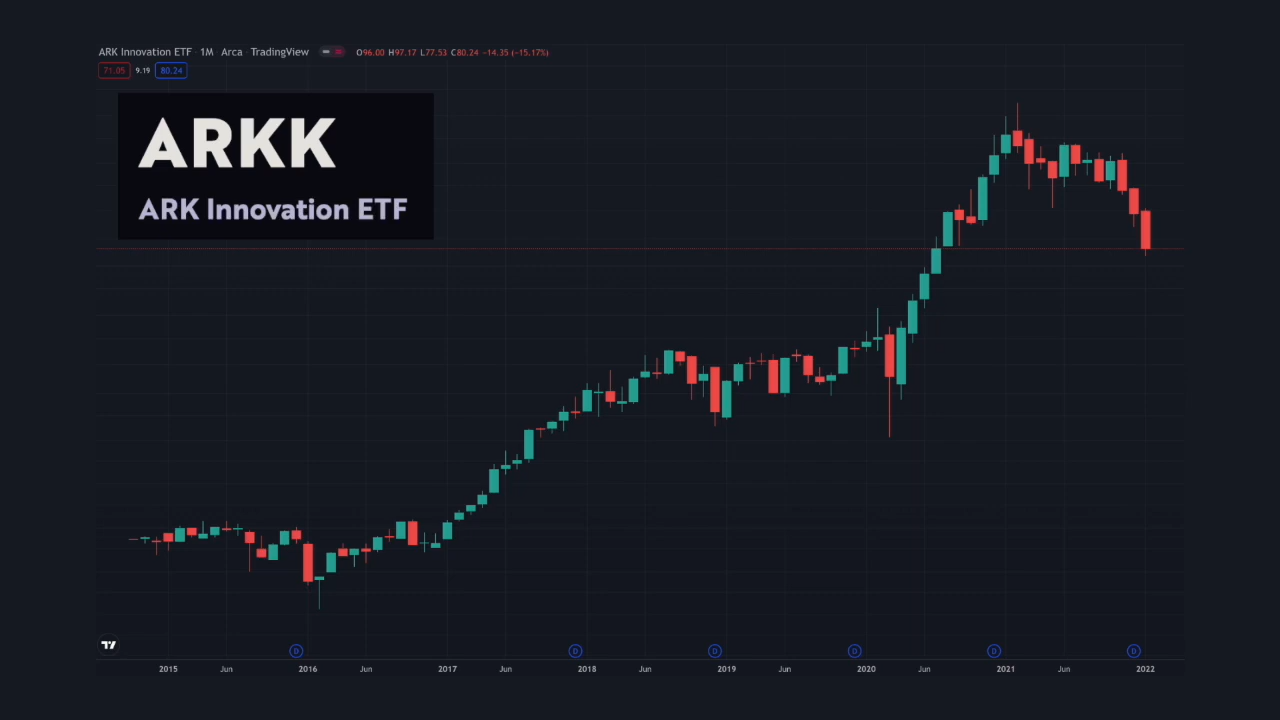 ARK Innovation ETF · 1M · Arca · TradingView O96.00 H97.17 L77.53 C80.24 −14.35 (−15.17%)
71.05 9.19 80.24
ARKK
ARK Innovation ETF
D D D D D D
2015 Jun 2016 Jun 2017 Jun 2018 Jun 2019 Jun 2020 Jun 2021 Jun 2022